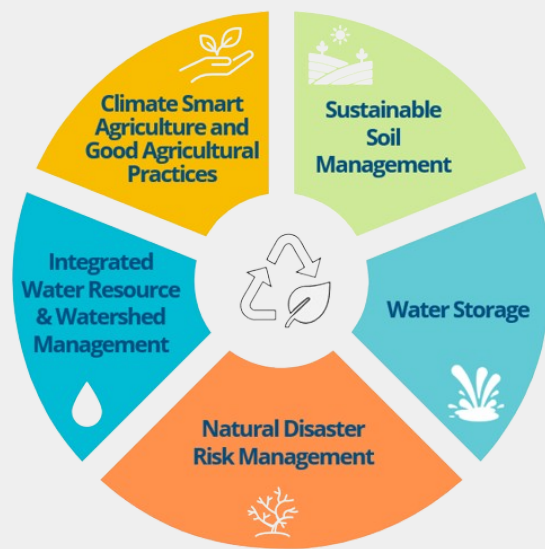 Climate Smart
Agriculture and
Good Agricultural
Practices
Sustainable
Soil
Management
Integrated
Water Resource
& Watershed
Management
Water Storage
Natural Disaster
Risk Management